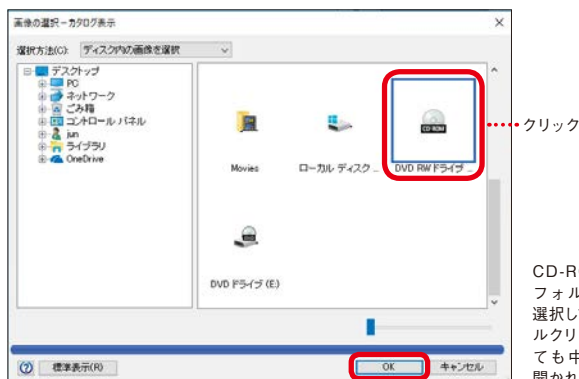 画像の選択－カタログ表示
選択方法(C): ディスク内の画像を選択
デスクトップ
PC
ネットワーク
ごみ箱
コントロール パネル
jun
ライブラリ
OneDrive
Movies
ローカル ディスク ...
CD-ROM
DVD RW ドライブ ...
DVD ドライブ (E:)
クリック
標準表示(R)
OK
キャンセル
CD-R
フォル
選択し
ルクリ
ても中
開かれ